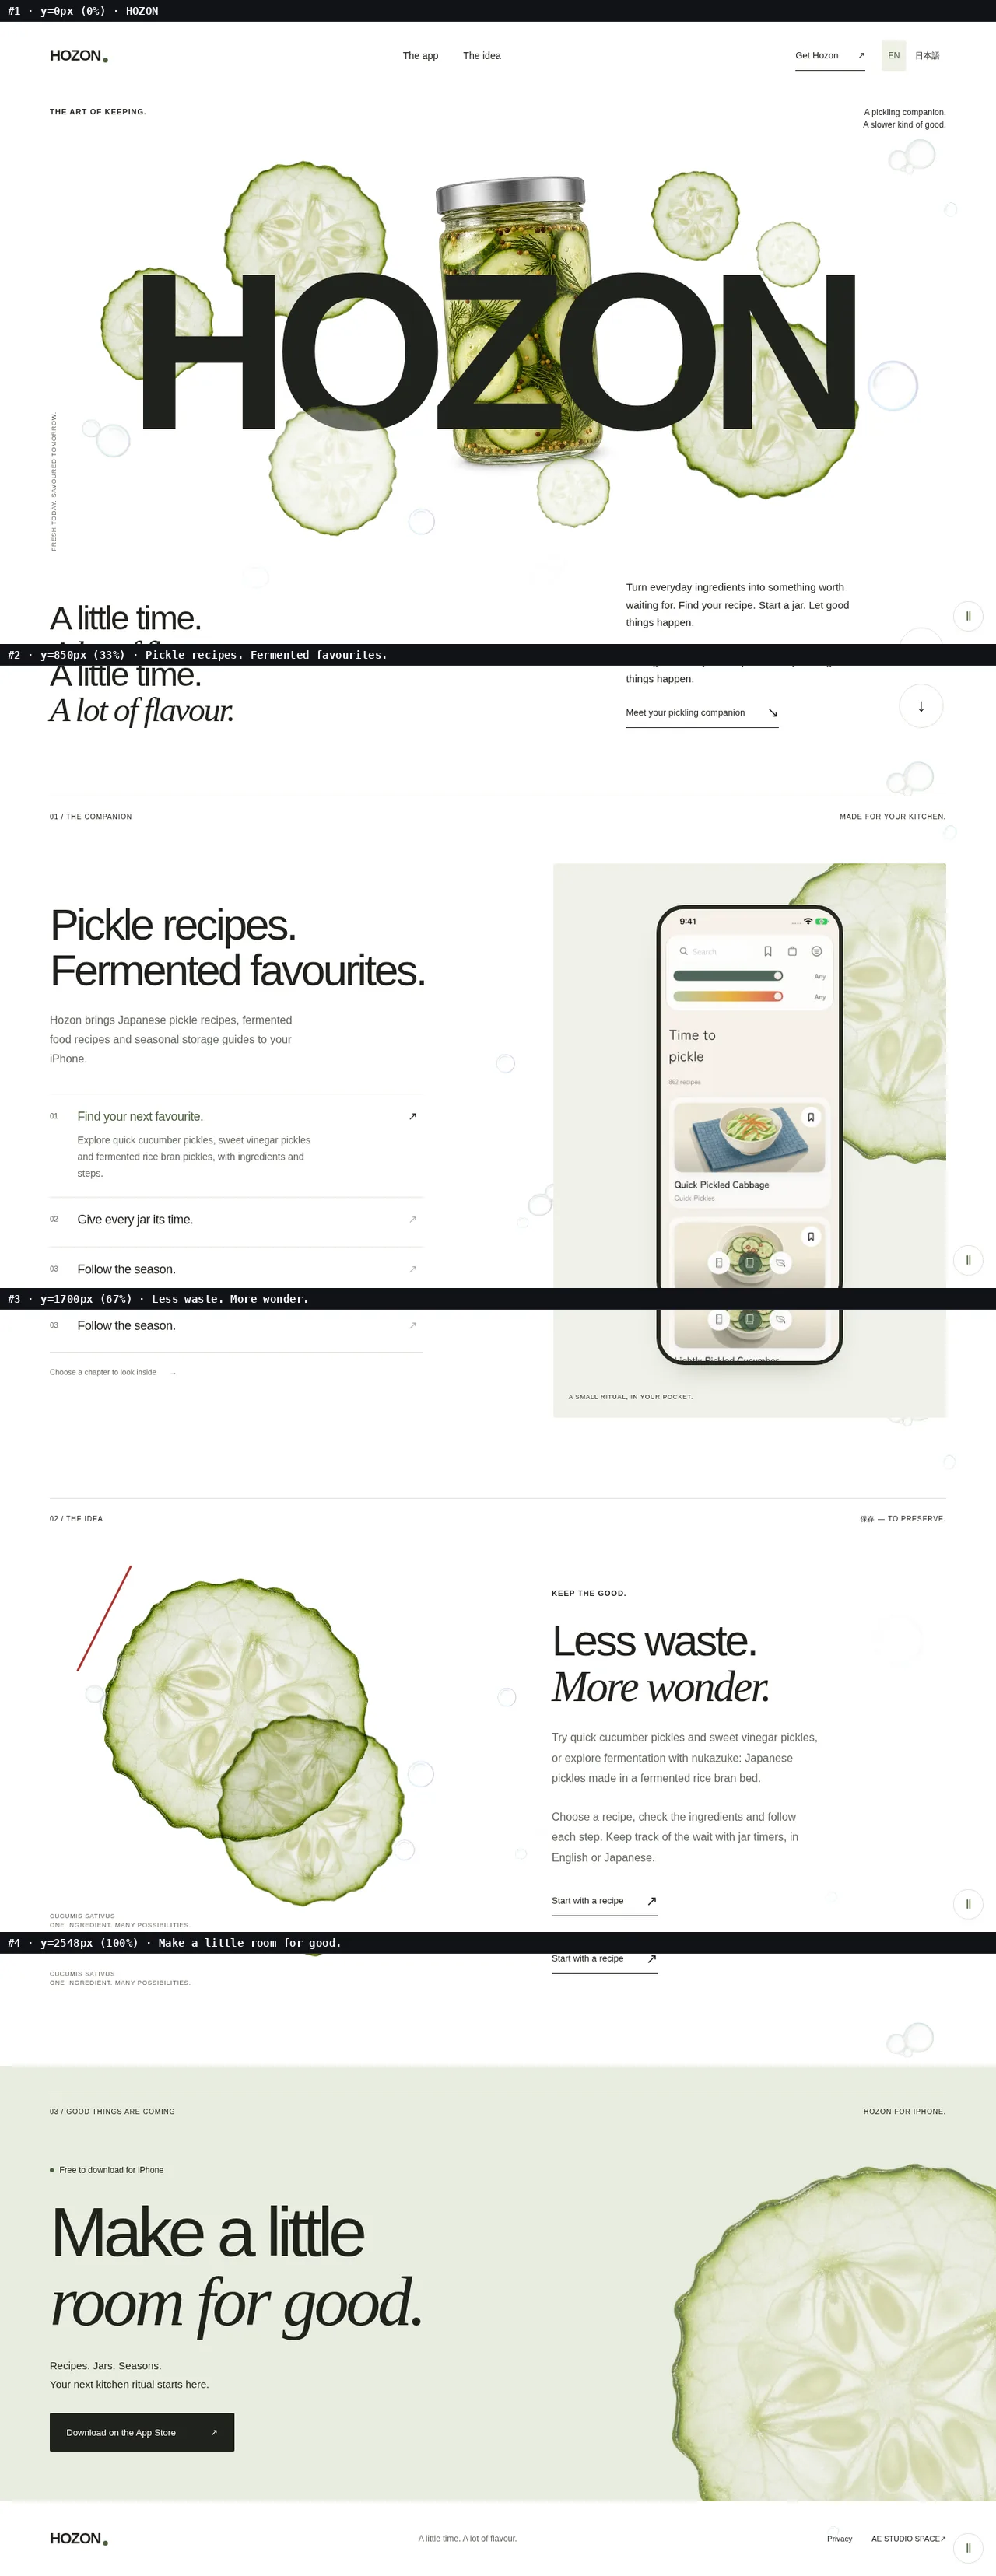 #1 · y=0px (0%) · HOZON
HOZON.
The app
The idea
Get Hozon ↗
EN
日本語
THE ART OF KEEPING.
A pickling companion.
A slower kind of good.
HOZON
FRESH TODAY. SAVOURED TOMORROW.
A little time.
Turn everyday ingredients into something worth
waiting for. Find your recipe. Start a jar. Let good
things happen.
#2 · y=850px (33%) · Pickle recipes. Fermented favourites.
A little time.
A lot of flavour.
things happen.
Meet your pickling companion ↘
↓
01 / THE COMPANION
MADE FOR YOUR KITCHEN.
Pickle recipes.
Fermented favourites.
Hozon brings Japanese pickle recipes, fermented
food recipes and seasonal storage guides to your
iPhone.
01 Find your next favourite. ↗
Explore quick cucumber pickles, sweet vinegar pickles
and fermented rice bran pickles, with ingredients and
steps.
02 Give every jar its time. ↗
03 Follow the season. ↗
9:41
Search
Any
Any
Time to
pickle
Quick Pickled Cabbage
Quick Pickles
#3 · y=1700px (67%) · Less waste. More wonder.
03 Follow the season. ↗
Choose a chapter to look inside →
Lightly Pickled Cucumber
A SMALL RITUAL, IN YOUR POCKET.
02 / THE IDEA
保存 — TO PRESERVE.
KEEP THE GOOD.
Less waste.
More wonder.
Try quick cucumber pickles and sweet vinegar pickles,
or explore fermentation with nukazuke: Japanese
pickles made in a fermented rice bran bed.
Choose a recipe, check the ingredients and follow
each step. Keep track of the wait with jar timers, in
English or Japanese.
Start with a recipe ↗
CUCUMIS SATIVUS
ONE INGREDIENT. MANY POSSIBILITIES.
#4 · y=2548px (100%) · Make a little room for good.
Start with a recipe ↗
CUCUMIS SATIVUS
ONE INGREDIENT. MANY POSSIBILITIES.
03 / GOOD THINGS ARE COMING
HOZON FOR IPHONE.
Free to download for iPhone
Make a little
room for good.
Recipes. Jars. Seasons.
Your next kitchen ritual starts here.
Download on the App Store ↗
HOZON.
A little time. A lot of flavour.
Privacy
AE STUDIO SPACE↗